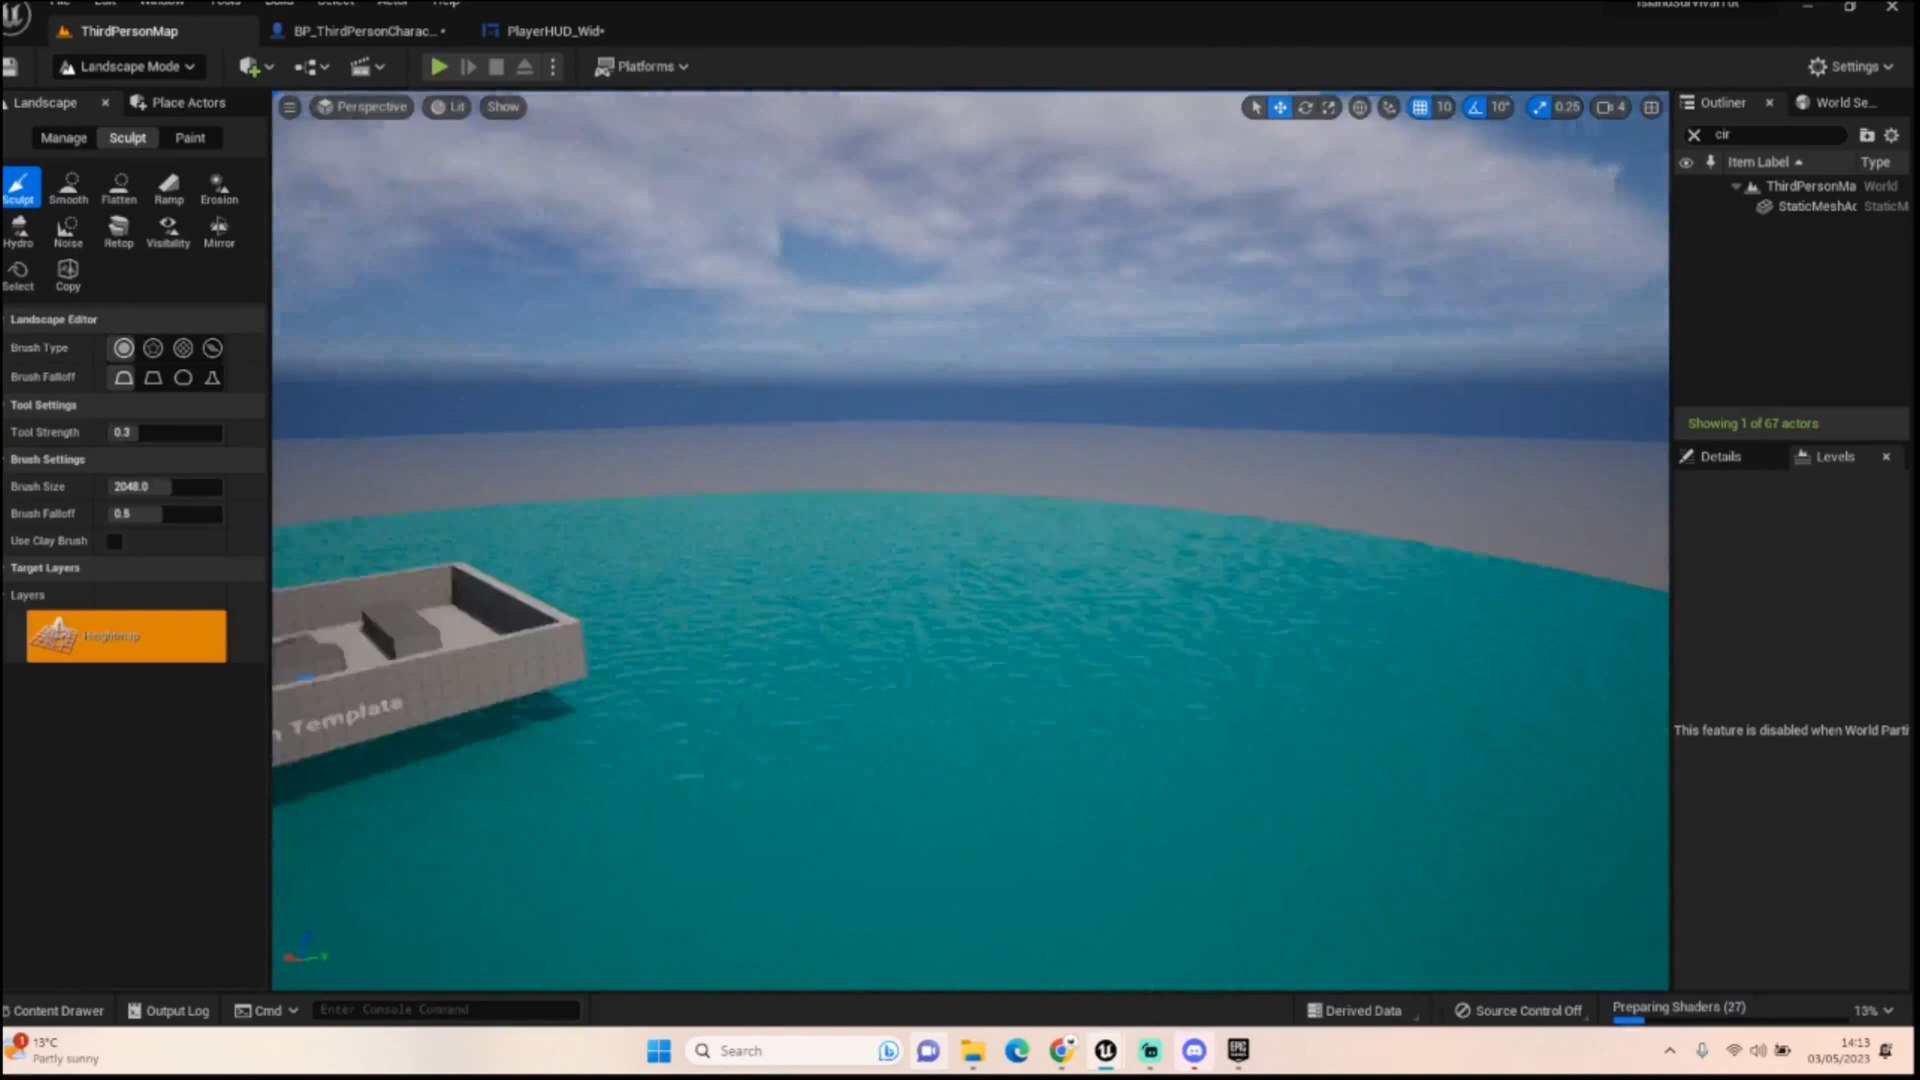 ThirdPersonMap
BP_ThirdPersonCharac... •
PlayerHUD_Wid•
Landscape Mode
Platforms
Settings
Landscape
Place Actors
Perspective
Lit
Show
10
10°
0.25
4
Outliner
World Se...
Manage
Sculpt
Paint
cir
Item Label
Type
Sculpt
Smooth
Flatten
Ramp
Erosion
ThirdPersonMa
World
StaticMeshAc
StaticM
Hydro
Noise
Retop
Visibility
Mirror
Select
Copy
Landscape Editor
Brush Type
Brush Falloff
Tool Settings
Tool Strength
0.3
Showing 1 of 67 actors
Brush Settings
Details
Levels
Brush Size
2048.0
Brush Falloff
0.5
Use Clay Brush
Target Layers
Layers
Heightmap
n Template
This feature is disabled when World Parti
Content Drawer
Output Log
Cmd
Enter Console Command
Derived Data
Source Control Off
Preparing Shaders (27)
13%
1
13°C
Partly sunny
Search
EPIC
14:13
03/05/2023